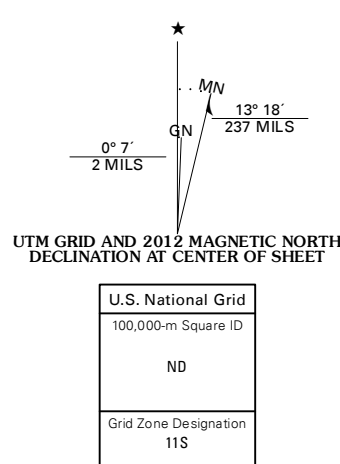 MN
13° 18´
237 MILS
GN
0° 7´
2 MILS
UTM GRID AND 2012 MAGNETIC NORTH
DECLINATION AT CENTER OF SHEET
U.S. National Grid
100,000-m Square ID
ND
Grid Zone Designation
11S